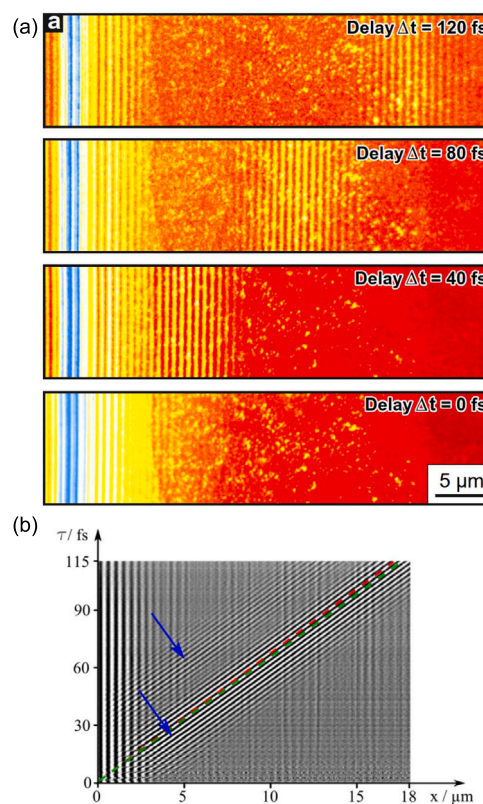 (a)
a
Delay Δt = 120 fs
Delay Δt = 80 fs
Delay Δt = 40 fs
Delay Δt = 0 fs
5 µm
(b)
τ / fs
115
90
60
30
0
0 5 10 15 18 x / µm